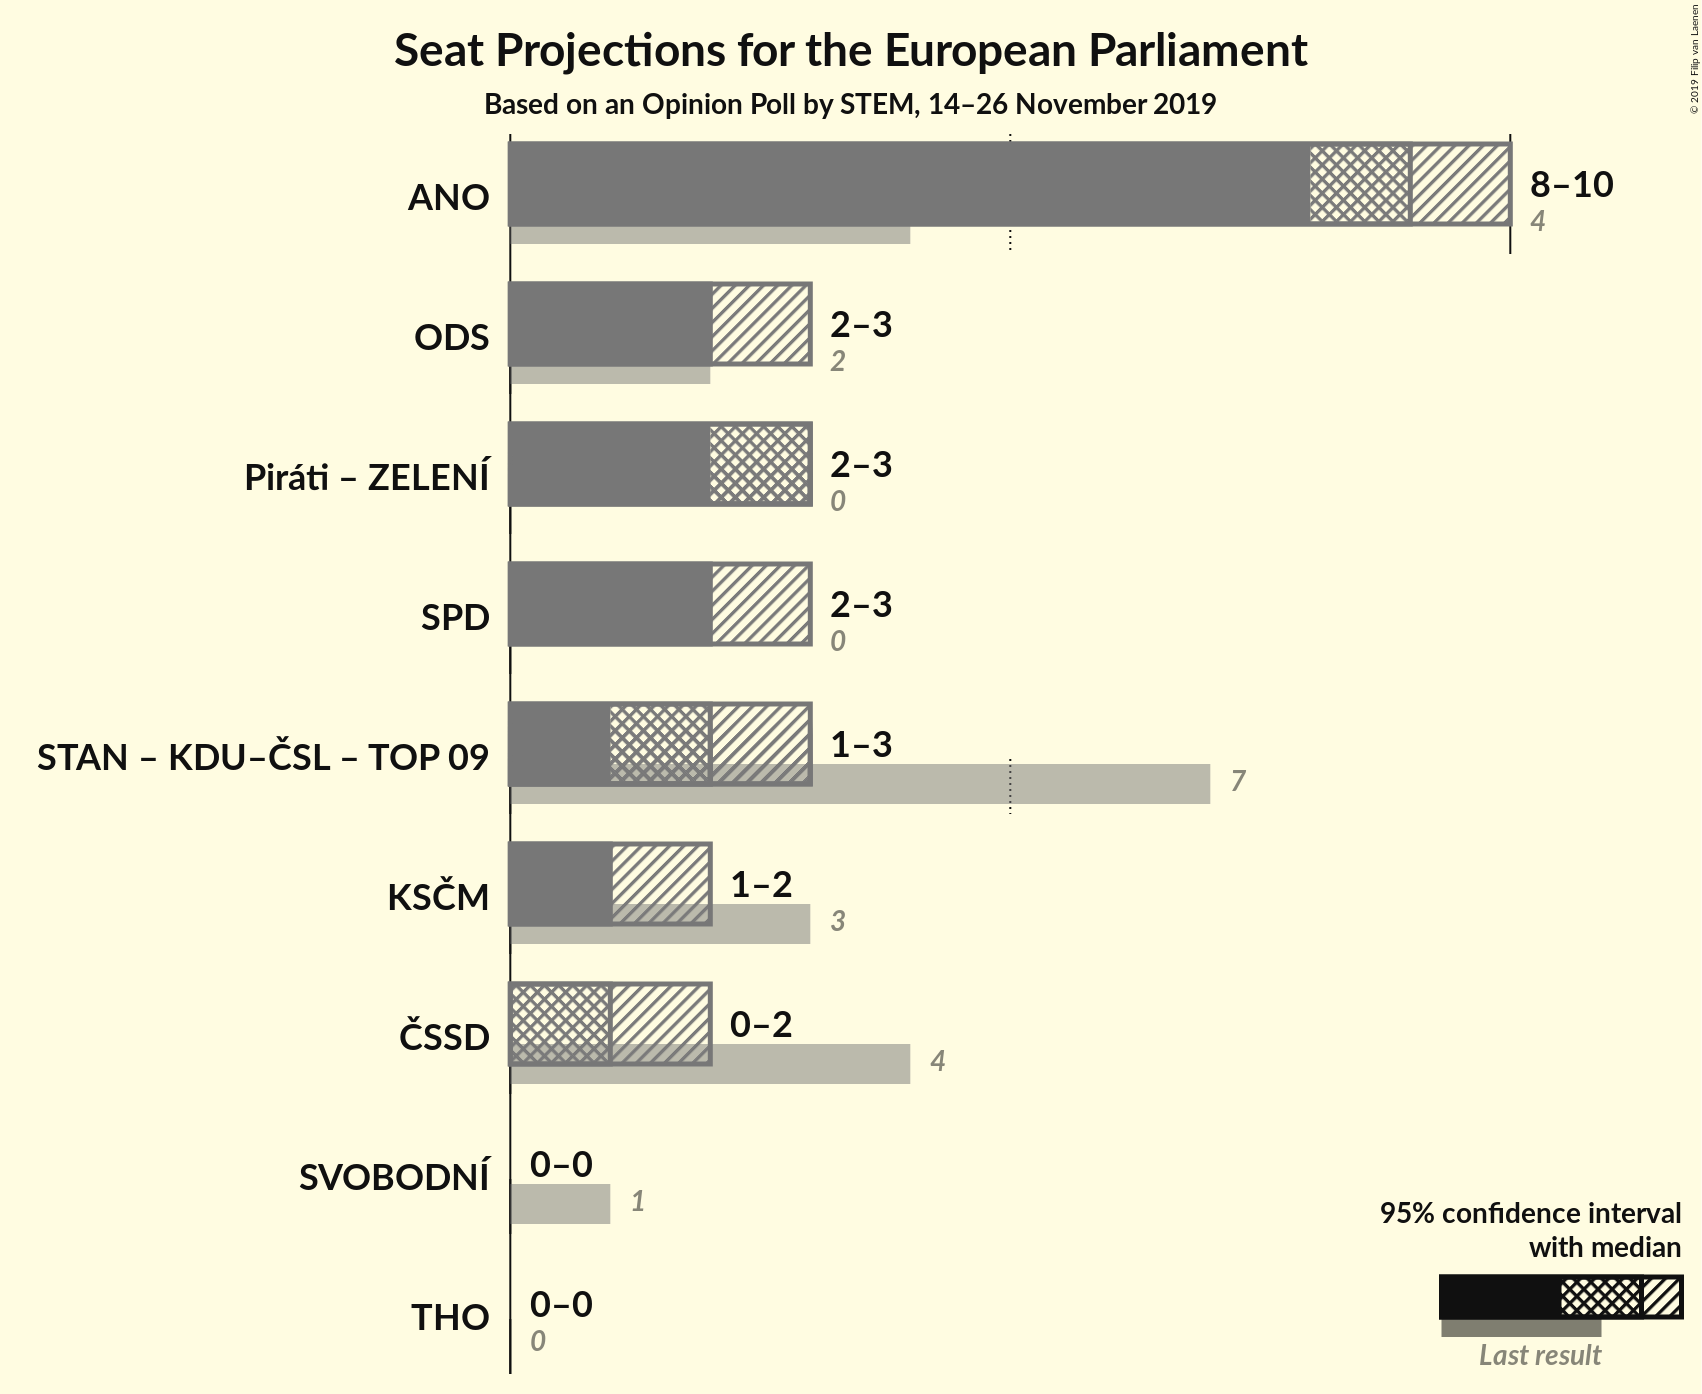 Seat Projections for the European Parliament
Based on an Opinion Poll by STEM, 14–26 November 2019
© 2019 Filip van Laenen
ANO
8–10
4
ODS
2–3
2
Piráti – ZELENÍ
2–3
0
SPD
2–3
0
STAN – KDU–ČSL – TOP 09
1–3
7
KSČM
1–2
3
ČSSD
0–2
4
SVOBODNÍ
0–0
1
THO
0–0
0
95% confidence interval
with median
Last result